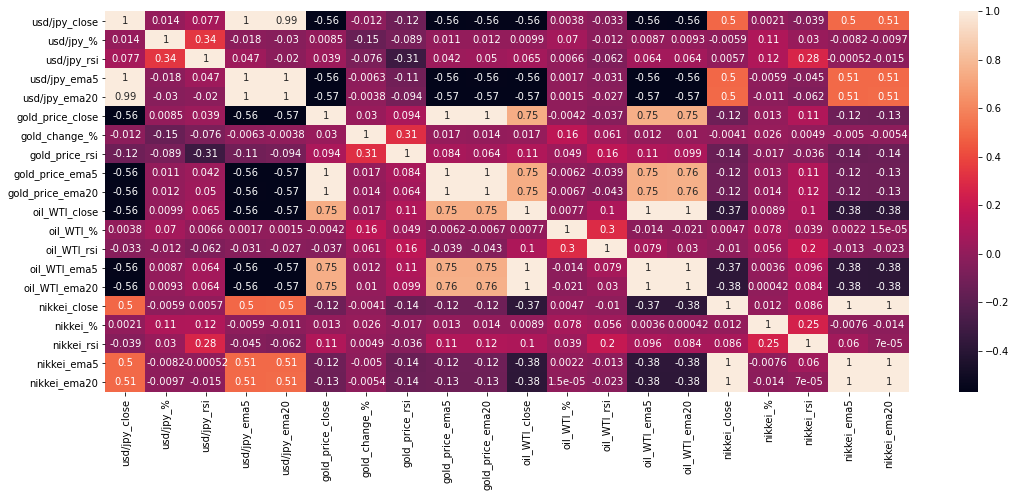 usd/jpy_close 1 0.014 0.077 1 0.99 -0.56 -0.012 -0.12 -0.56 -0.56 -0.56 0.0038 -0.033 -0.56 -0.56 0.5 0.0021 -0.039 0.5 0.51
usd/jpy_% 0.014 1 0.34 -0.018 -0.03 0.0085 -0.15 -0.089 0.011 0.012 0.0099 0.07 -0.012 0.0087 0.0093 -0.0059 0.11 0.03 -0.0082 -0.0097
usd/jpy_rsi 0.077 0.34 1 0.047 -0.02 0.039 -0.076 -0.31 0.042 0.05 0.065 0.0066 -0.062 0.064 0.064 0.0057 0.12 0.28 -0.00052 -0.015
usd/jpy_ema5 1 -0.018 0.047 1 1 -0.56 -0.0063 -0.11 -0.56 -0.56 -0.56 0.0017 -0.031 -0.56 -0.56 0.5 -0.0059 -0.045 0.51 0.51
usd/jpy_ema20 0.99 -0.03 -0.02 1 1 -0.57 -0.0038 -0.094 -0.57 -0.57 -0.57 0.0015 -0.027 -0.57 -0.57 0.5 -0.011 -0.062 0.51 0.51
gold_price_close -0.56 0.0085 0.039 -0.56 -0.57 1 0.03 0.094 1 1 0.75 -0.0042 -0.037 0.75 0.75 -0.12 0.013 0.11 -0.12 -0.13
gold_change_% -0.012 -0.15 -0.076 -0.0063 -0.0038 0.03 1 0.31 0.017 0.014 0.017 0.16 0.061 0.012 0.01 -0.0041 0.026 0.0049 -0.005 -0.0054
gold_price_rsi -0.12 -0.089 -0.31 -0.11 -0.094 0.094 0.31 1 0.084 0.064 0.11 0.049 0.16 0.11 0.099 -0.14 -0.017 -0.036 -0.14 -0.14
gold_price_ema5 -0.56 0.011 0.042 -0.56 -0.57 1 0.017 0.084 1 1 0.75 -0.0062 -0.039 0.75 0.76 -0.12 0.013 0.11 -0.12 -0.13
gold_price_ema20 -0.56 0.012 0.05 -0.56 -0.57 1 0.014 0.064 1 1 0.75 -0.0067 -0.043 0.75 0.76 -0.12 0.014 0.12 -0.12 -0.13
oil_WTI_close -0.56 0.0099 0.065 -0.56 -0.57 0.75 0.017 0.11 0.75 0.75 1 0.0077 0.1 1 1 -0.37 0.0089 0.1 -0.38 -0.38
oil_WTI_% 0.0038 0.07 0.0066 0.0017 0.0015 -0.0042 0.16 0.049 -0.0062 -0.0067 0.0077 1 0.3 -0.014 -0.021 0.0047 0.078 0.039 0.0022 1.5e-05
oil_WTI_rsi -0.033 -0.012 -0.062 -0.031 -0.027 -0.037 0.061 0.16 -0.039 -0.043 0.1 0.3 1 0.079 0.03 -0.01 0.056 0.2 -0.013 -0.023
oil_WTI_ema5 -0.56 0.0087 0.064 -0.56 -0.57 0.75 0.012 0.11 0.75 0.75 1 -0.014 0.079 1 1 -0.37 0.0036 0.096 -0.38 -0.38
oil_WTI_ema20 -0.56 0.0093 0.064 -0.56 -0.57 0.75 0.01 0.099 0.76 0.76 1 -0.021 0.03 1 1 -0.38 0.00042 0.084 -0.38 -0.38
nikkei_close 0.5 -0.0059 0.0057 0.5 0.5 -0.12 -0.0041 -0.14 -0.12 -0.12 -0.37 0.0047 -0.01 -0.37 -0.38 1 0.012 0.086 1 1
nikkei_% 0.0021 0.11 0.12 -0.0059 -0.011 0.013 0.026 -0.017 0.013 0.014 0.0089 0.078 0.056 0.0036 0.00042 0.012 1 0.25 -0.0076 -0.014
nikkei_rsi -0.039 0.03 0.28 -0.045 -0.062 0.11 0.0049 -0.036 0.11 0.12 0.1 0.039 0.2 0.096 0.084 0.086 0.25 1 0.06 7e-05
nikkei_ema5 0.5 -0.0082 -0.00052 0.51 0.51 -0.12 -0.005 -0.14 -0.12 -0.12 -0.38 0.0022 -0.013 -0.38 -0.38 1 -0.0076 0.06 1 1
nikkei_ema20 0.51 -0.0097 -0.015 0.51 0.51 -0.13 -0.0054 -0.14 -0.13 -0.13 -0.38 1.5e-05 -0.023 -0.38 -0.38 1 -0.014 7e-05 1 1
usd/jpy_close
usd/jpy_%
usd/jpy_rsi
usd/jpy_ema5
usd/jpy_ema20
gold_price_close
gold_change_%
gold_price_rsi
gold_price_ema5
gold_price_ema20
oil_WTI_close
oil_WTI_%
oil_WTI_rsi
oil_WTI_ema5
oil_WTI_ema20
nikkei_close
nikkei_%
nikkei_rsi
nikkei_ema5
nikkei_ema20
1.0
0.8
0.6
0.4
0.2
0.0
-0.2
-0.4